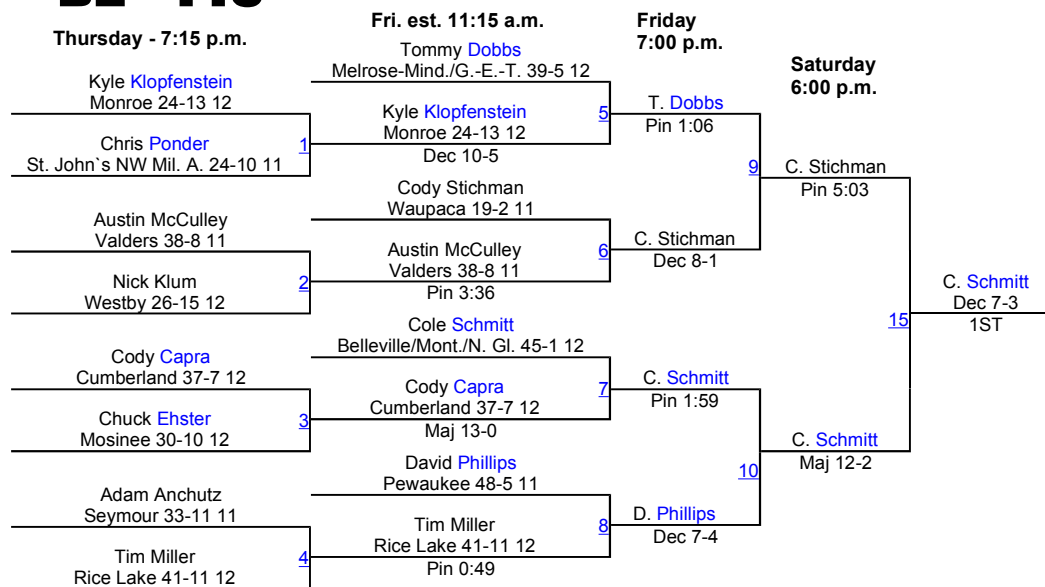 Thursday - 7:15 p.m.
Kyle Klopfenstein
Monroe 24-13 12
1
Chris Ponder
St. John`s NW Mil. A. 24-10 11
Austin McCulley
Valders 38-8 11
2
Nick Klum
Westby 26-15 12
Cody Capra
Cumberland 37-7 12
3
Chuck Ehster
Mosinee 30-10 12
Adam Anchutz
Seymour 33-11 11
4
Tim Miller
Rice Lake 41-11 12
Fri. est. 11:15 a.m.
Tommy Dobbs
Melrose-Mind./G.-E.-T. 39-5 12
5
Kyle Klopfenstein
Monroe 24-13 12
Dec 10-5
Cody Stichman
Waupaca 19-2 11
6
Austin McCulley
Valders 38-8 11
Pin 3:36
Cole Schmitt
Belleville/Mont./N. Gl. 45-1 12
7
Cody Capra
Cumberland 37-7 12
Maj 13-0
David Phillips
Pewaukee 48-5 11
8
Tim Miller
Rice Lake 41-11 12
Pin 0:49
Friday
7:00 p.m.
T. Dobbs
Pin 1:06
9
C. Stichman
Dec 8-1
C. Schmitt
Pin 1:59
10
D. Phillips
Dec 7-4
Saturday
6:00 p.m.
C. Stichman
Pin 5:03
15
C. Schmitt
Maj 12-2
C. Schmitt
Dec 7-3
1ST